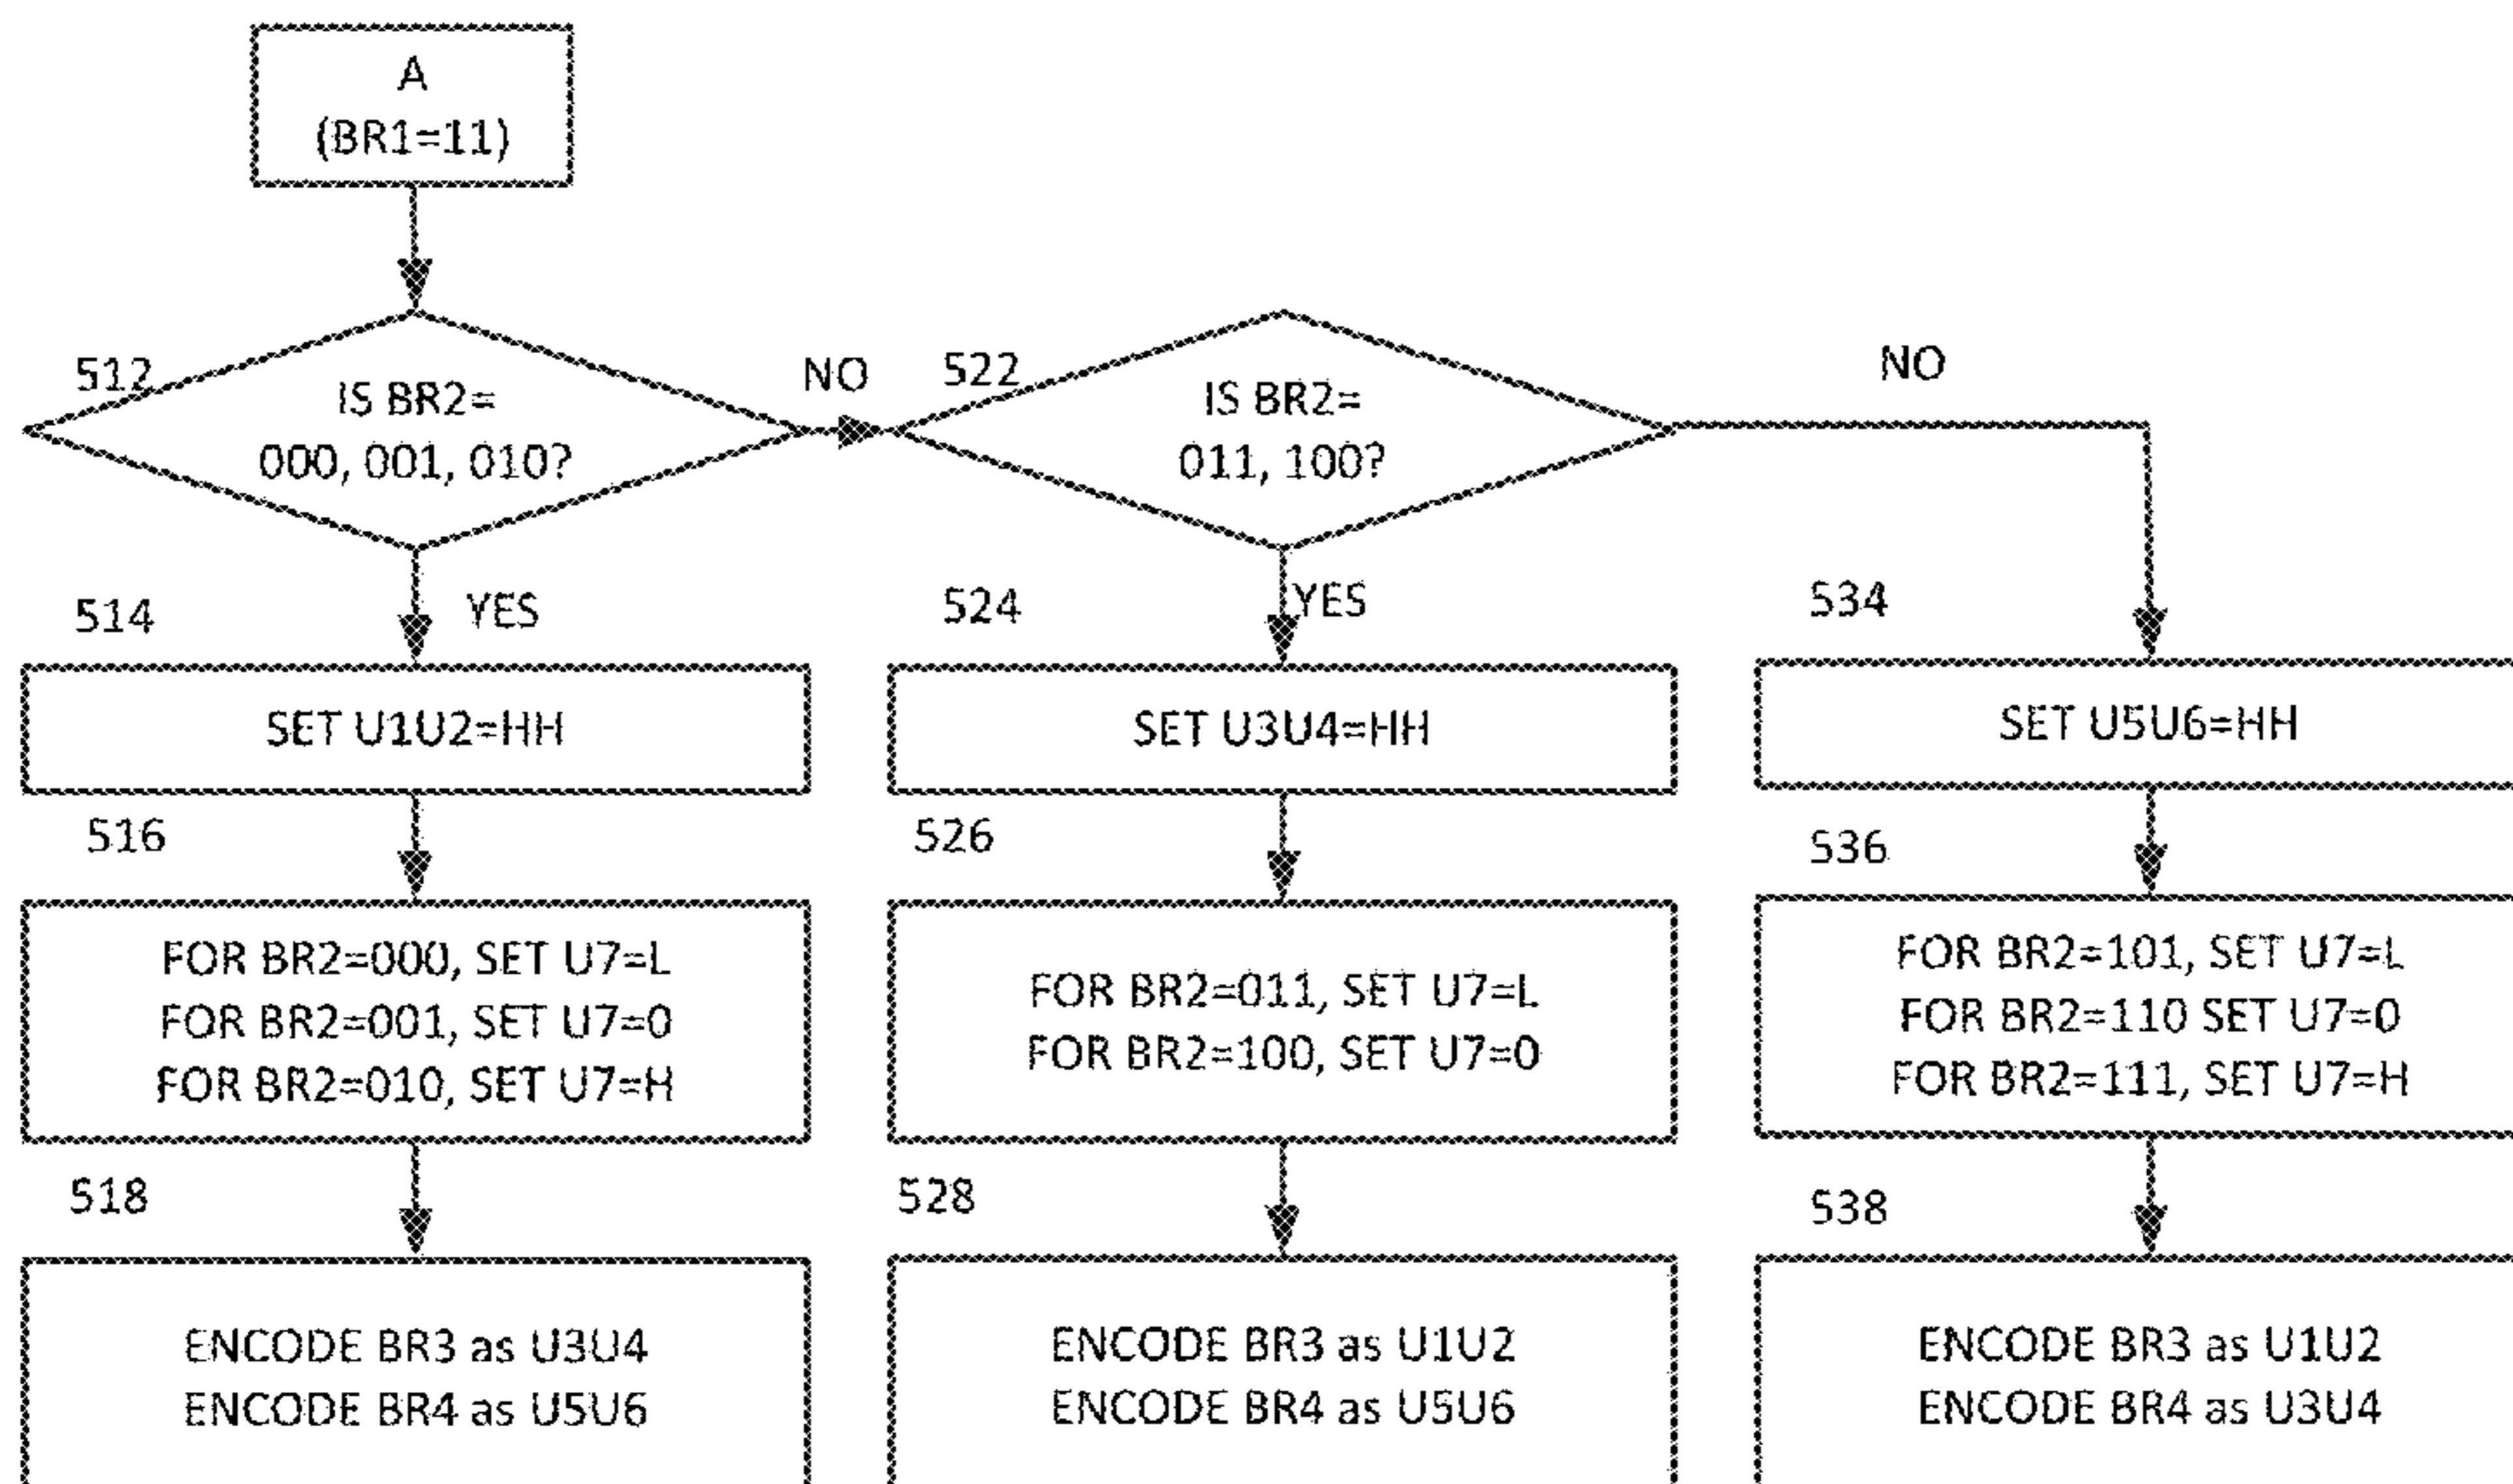 A
(BR1=11)
512
IS BR2=
000, 001, 010?
NO
522
IS BR2=
011, 100?
NO
514
YES
524
YES
534
SET U1U2=HH
SET U3U4=HH
SET U5U6=HH
516
526
536
FOR BR2=000, SET U7=L
FOR BR2=001, SET U7=0
FOR BR2=010, SET U7=H
FOR BR2=011, SET U7=L
FOR BR2=100, SET U7=0
FOR BR2=101, SET U7=L
FOR BR2=110 SET U7=0
FOR BR2=111, SET U7=H
518
528
538
ENCODE BR3 as U3U4
ENCODE BR4 as U5U6
ENCODE BR3 as U1U2
ENCODE BR4 as U5U6
ENCODE BR3 as U1U2
ENCODE BR4 as U3U4